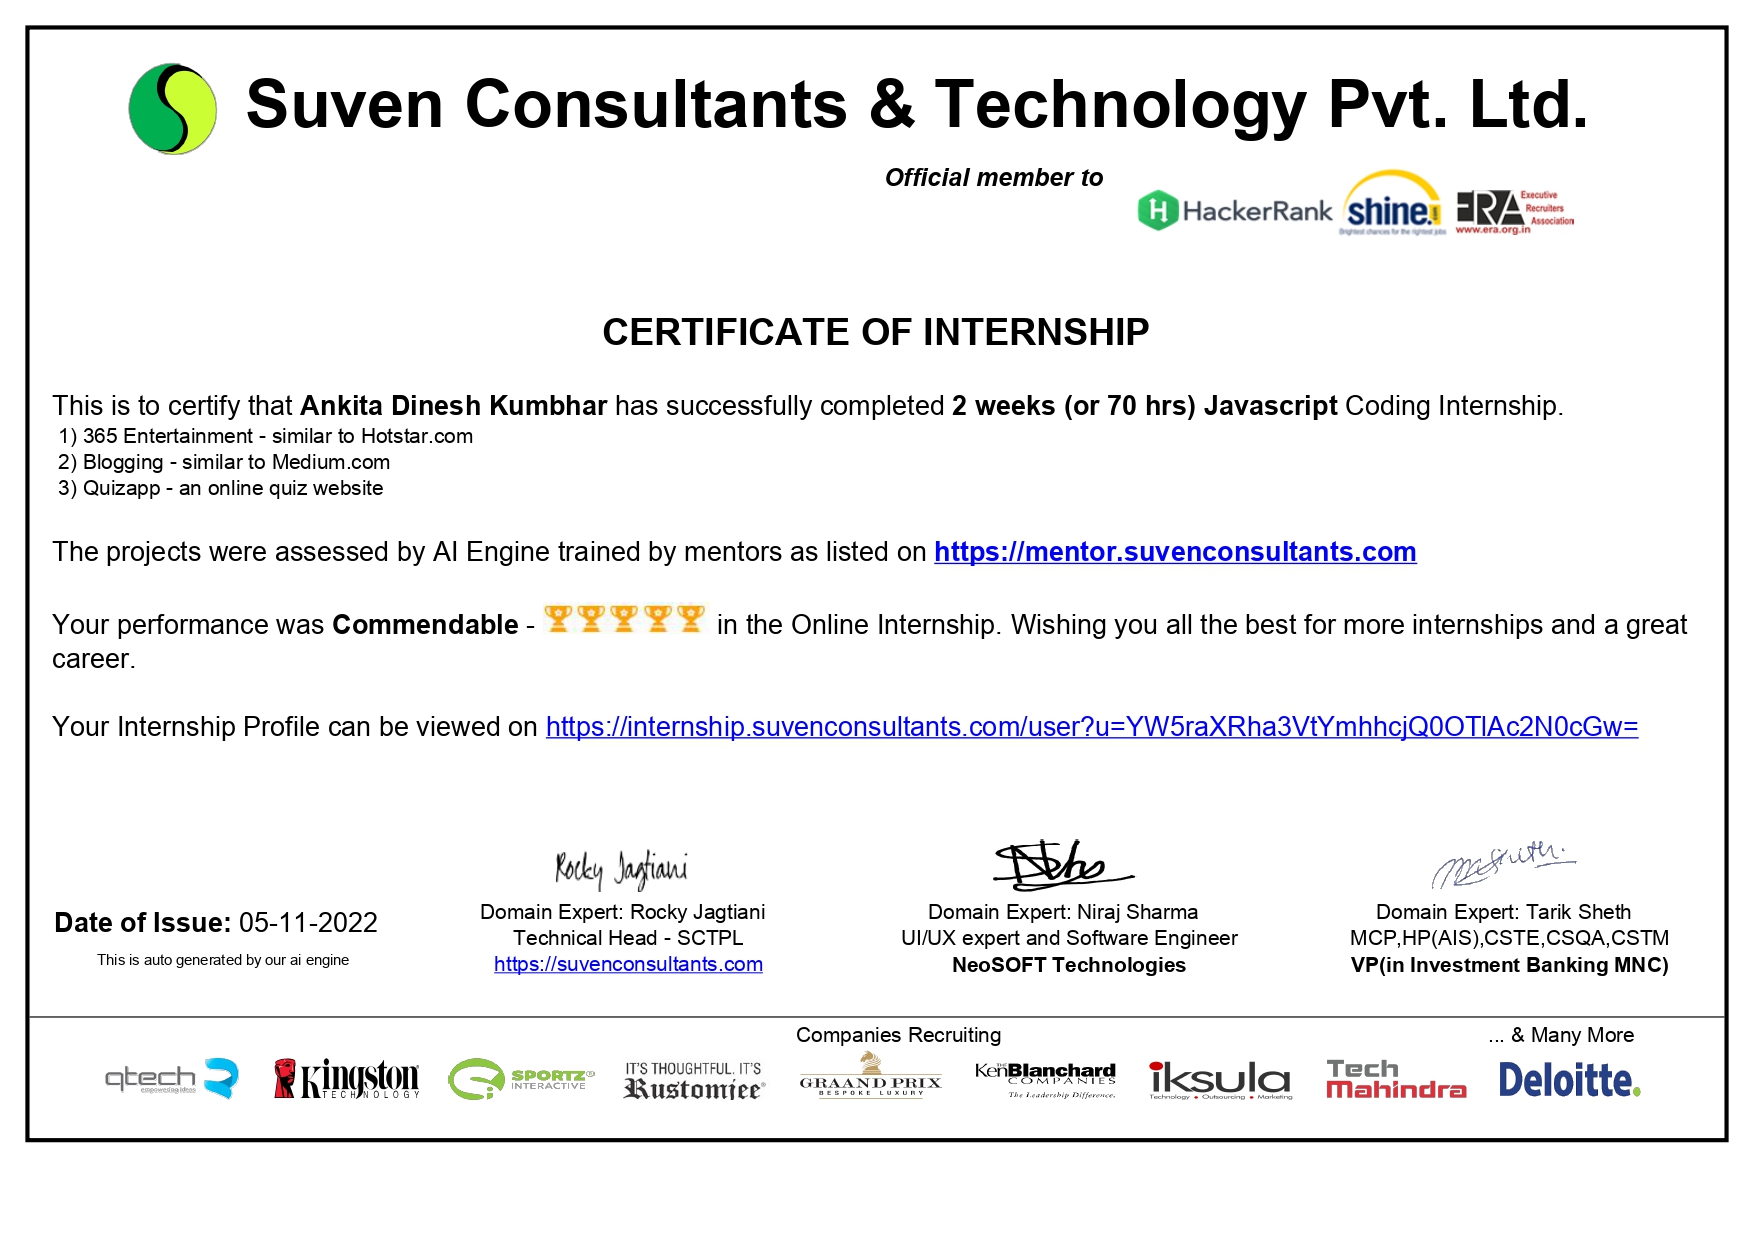 Suven Consultants & Technology Pvt. Ltd.
Official member to
HackerRank
shine.com
Brightest chances for the rightest jobs
ERA Executive
Recruiters
Association
www.era.org.in
CERTIFICATE OF INTERNSHIP
This is to certify that Ankita Dinesh Kumbhar has successfully completed 2 weeks (or 70 hrs) Javascript Coding Internship.
1) 365 Entertainment - similar to Hotstar.com
2) Blogging - similar to Medium.com
3) Quizapp - an online quiz website
The projects were assessed by AI Engine trained by mentors as listed on https://mentor.suvenconsultants.com
Your performance was Commendable - in the Online Internship. Wishing you all the best for more internships and a great
career.
Your Internship Profile can be viewed on https://internship.suvenconsultants.com/user?u=YW5raXRha3VtYmhhcjQ0OTlAc2N0cGw=
Rocky Jagtiani
Date of Issue: 05-11-2022
This is auto generated by our ai engine
Domain Expert: Rocky Jagtiani
Technical Head - SCTPL
https://suvenconsultants.com
Domain Expert: Niraj Sharma
UI/UX expert and Software Engineer
NeoSOFT Technologies
Domain Expert: Tarik Sheth
MCP,HP(AIS),CSTE,CSQA,CSTM
VP(in Investment Banking MNC)
Companies Recruiting
... & Many More
qtech
empowering ideas
Kingston
TECHNOLOGY
SPORTZ®
INTERACTIVE
IT'S THOUGHTFUL. IT'S
Rustomjee®
GRAAND PRIX
BESPOKE LUXURY
THE
KenBlanchard
COMPANIES
The Leadership Difference.
iksula
Technology • Outsourcing • Marketing
Tech
Mahindra
Deloitte.